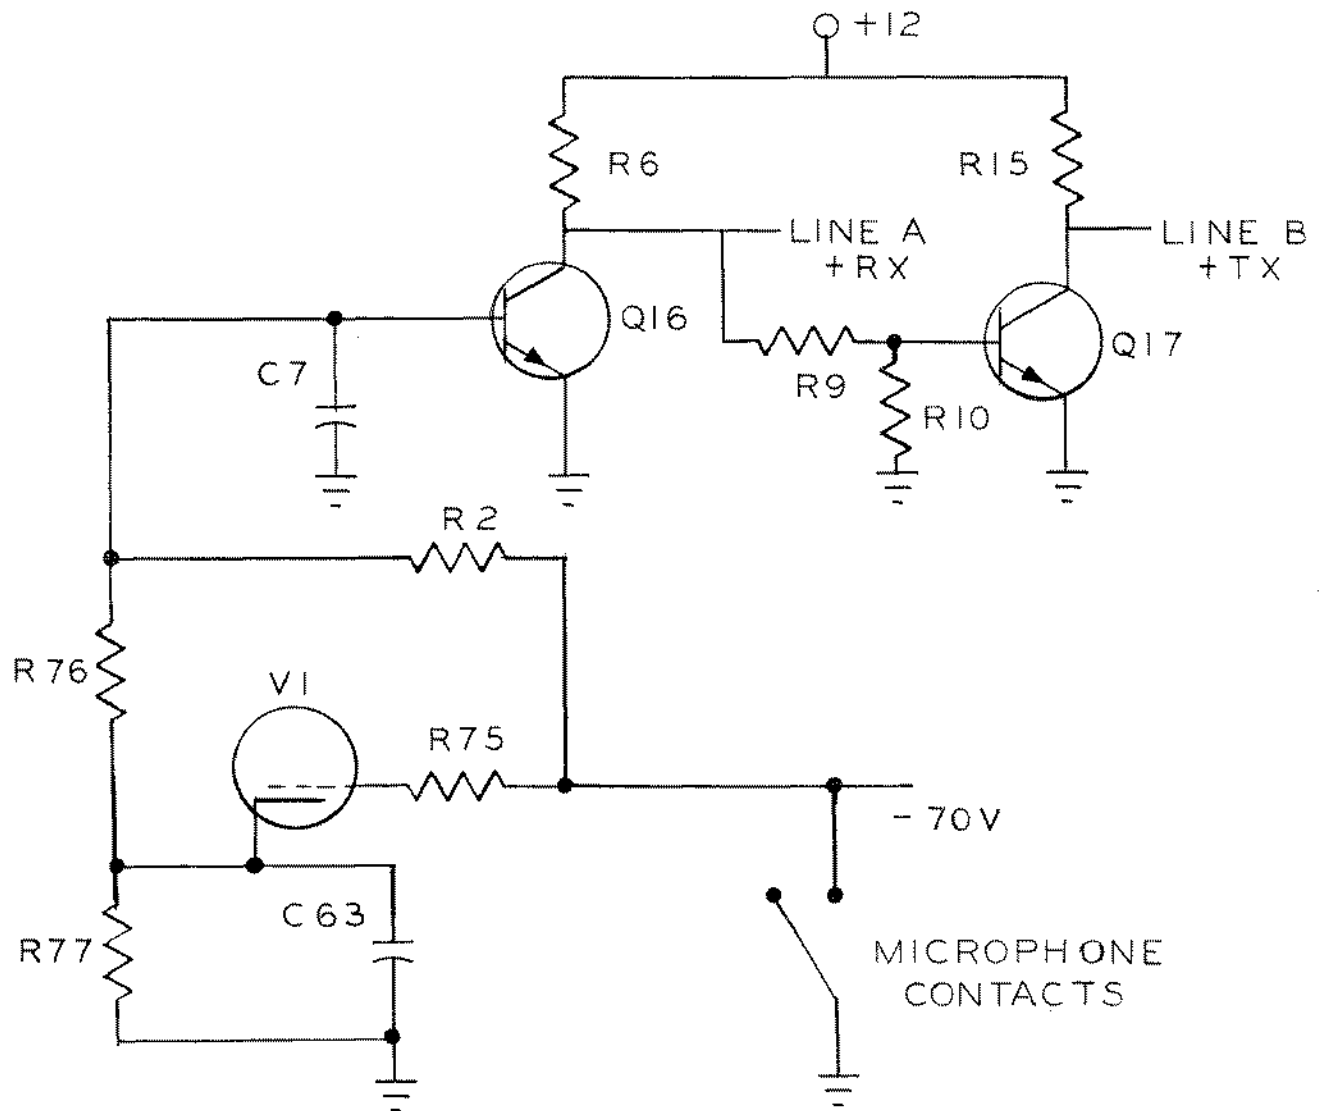 +12
R6
R15
LINE A
+RX
LINE B
+TX
Q16
Q17
C7
R9
R10
R2
R76
V1
R75
-70V
C63
R77
MICROPHONE
CONTACTS